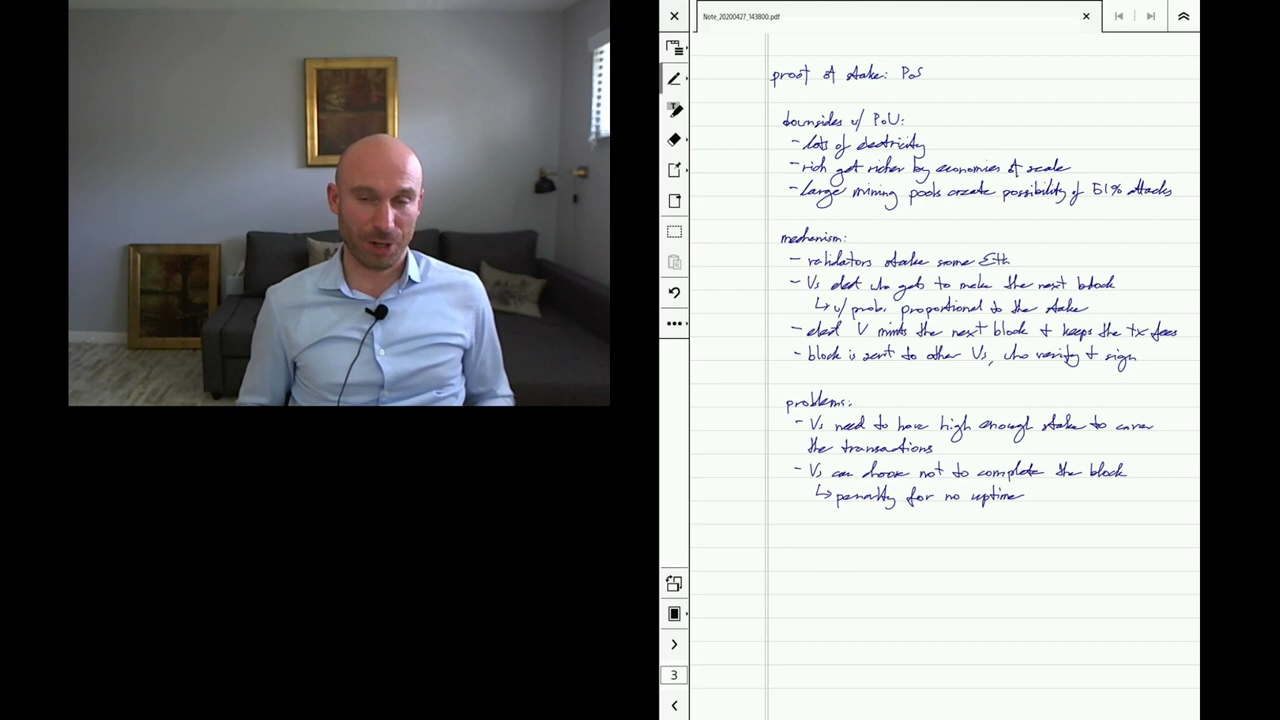 Note_20200427_143800.pdf
proof of stake: PoS
downsides w/ PoW:
- lots of electricity
- rich get richer by economies of scale
- large mining pools create possibility of 51% attacks
mechanism:
- validators stake some Eth
- Vs elect who gets to make the next block
↳ w/ prob. proportional to the stake
- elect V mints the next block + keeps the tx fees
- block is sent to other Vs, who verify + sign
problems:
- Vs need to have high enough stake to cover
the transactions
- Vs can choose not to complete the block
↳ penalty for no uptime
3